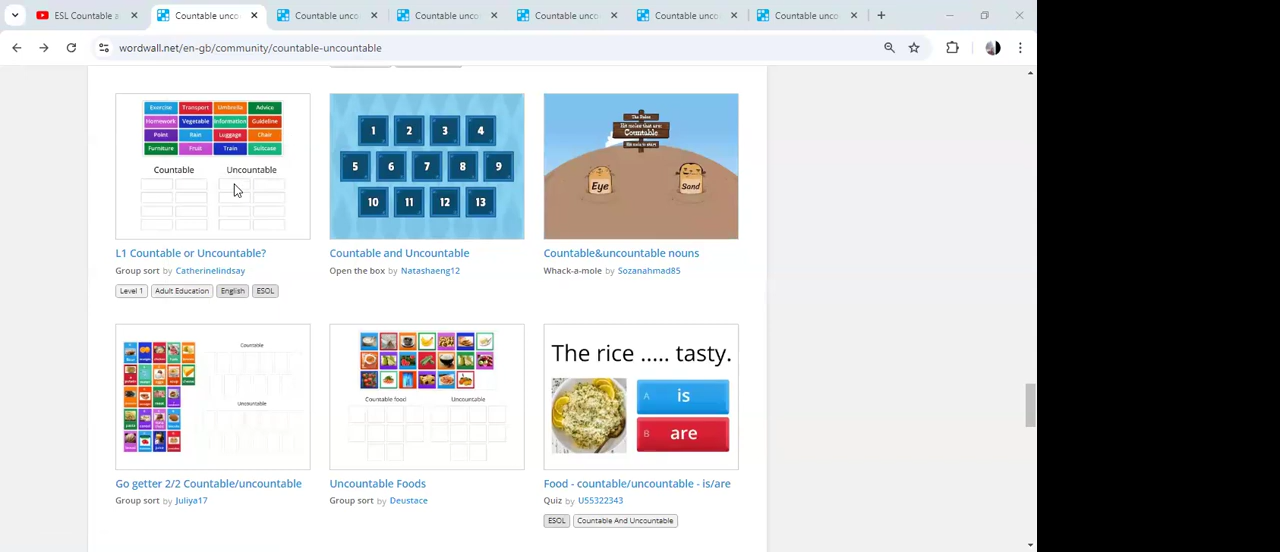 ESL Countable a
Countable unco
Countable unco
Countable unco
Countable unco
Countable unco
Countable unco
wordwall.net/en-gb/community/countable-uncountable
Exercise Transport Umbrella Advice
Homework Vegetable Information Guideline
Point Rain Luggage Chair
Furniture Fruit Train Suitcase
Countable Uncountable
L1 Countable or Uncountable?
Group sort by Catherinelindsay
Level 1 Adult Education English ESOL
1 2 3 4
5 6 7 8 9
10 11 12 13
Countable and Uncountable
Open the box by Natashaeng12
Hit moles that are:
Countable
Eye Sand
Countable&uncountable nouns
Whack-a-mole by Sozanahmad85
Countable
Uncountable
Go getter 2/2 Countable/uncountable
Group sort by Juliya17
Countable food Uncountable
Uncountable Foods
Group sort by Deustace
The rice ..... tasty.
A is
B are
Food - countable/uncountable - is/are
Quiz by U55322343
ESOL Countable And Uncountable